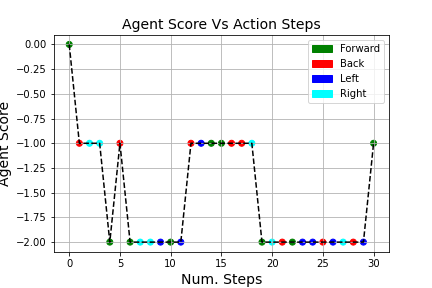 Agent Score Vs Action Steps
Agent Score
0.00
−0.25
−0.50
−0.75
−1.00
−1.25
−1.50
−1.75
−2.00
Forward
Back
Left
Right
0 5 10 15 20 25 30
Num. Steps